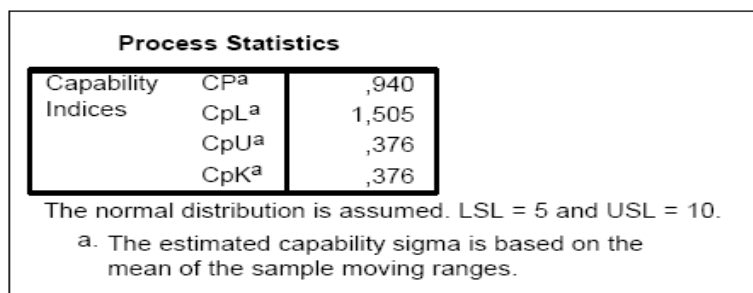 Process Statistics
Capability CPa ,940
Indices CpLa 1,505
CpUa ,376
CpKa ,376
The normal distribution is assumed. LSL = 5 and USL = 10.
a. The estimated capability sigma is based on the
mean of the sample moving ranges.